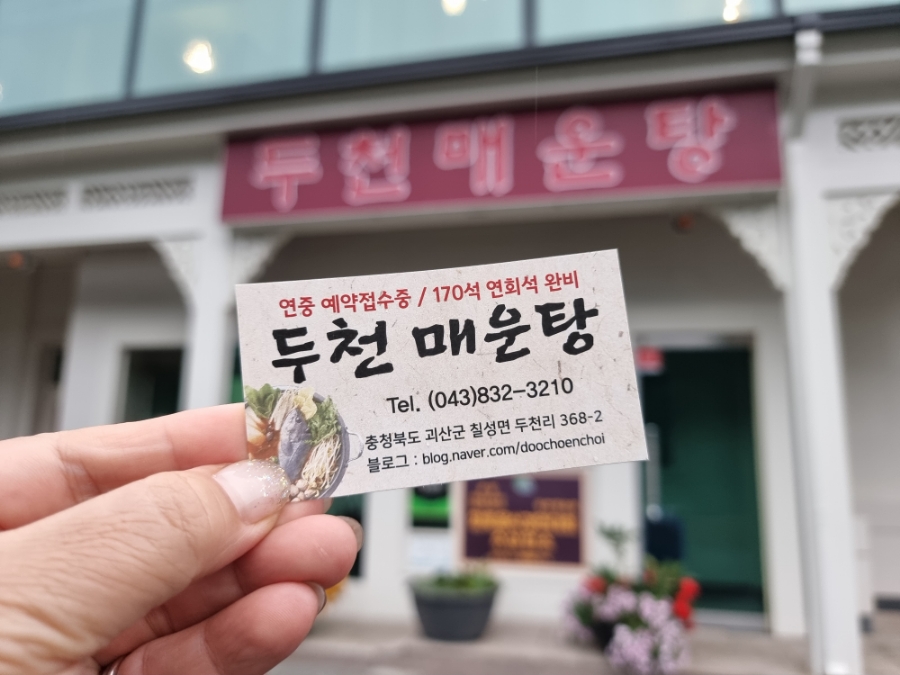 두천매운탕
연중 예약접수중 / 170석 연회석 완비
두천 매운탕
Tel. (043)832-3210
충청북도 괴산군 칠성면 두천리 368-2
블로그 : blog.naver.com/doochoenchoi